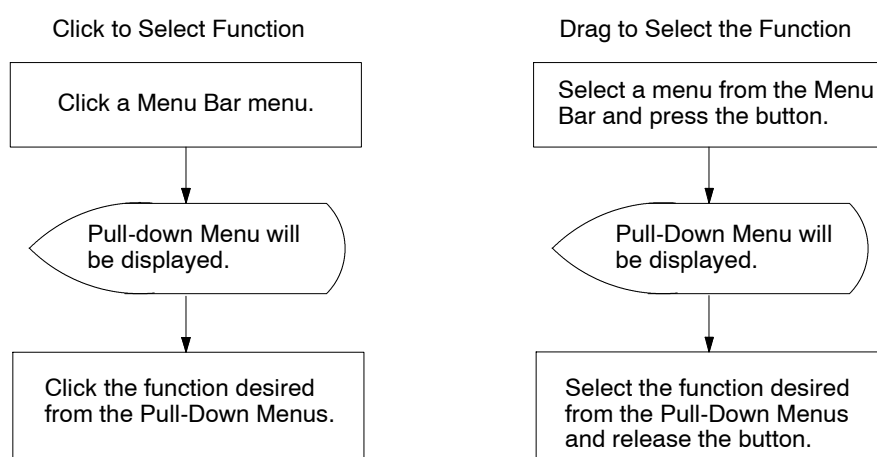 Click to Select Function
Click a Menu Bar menu.
Pull-down Menu will
be displayed.
Click the function desired
from the Pull-Down Menus.
Drag to Select the Function
Select a menu from the Menu
Bar and press the button.
Pull-Down Menu will
be displayed.
Select the function desired
from the Pull-Down Menus
and release the button.